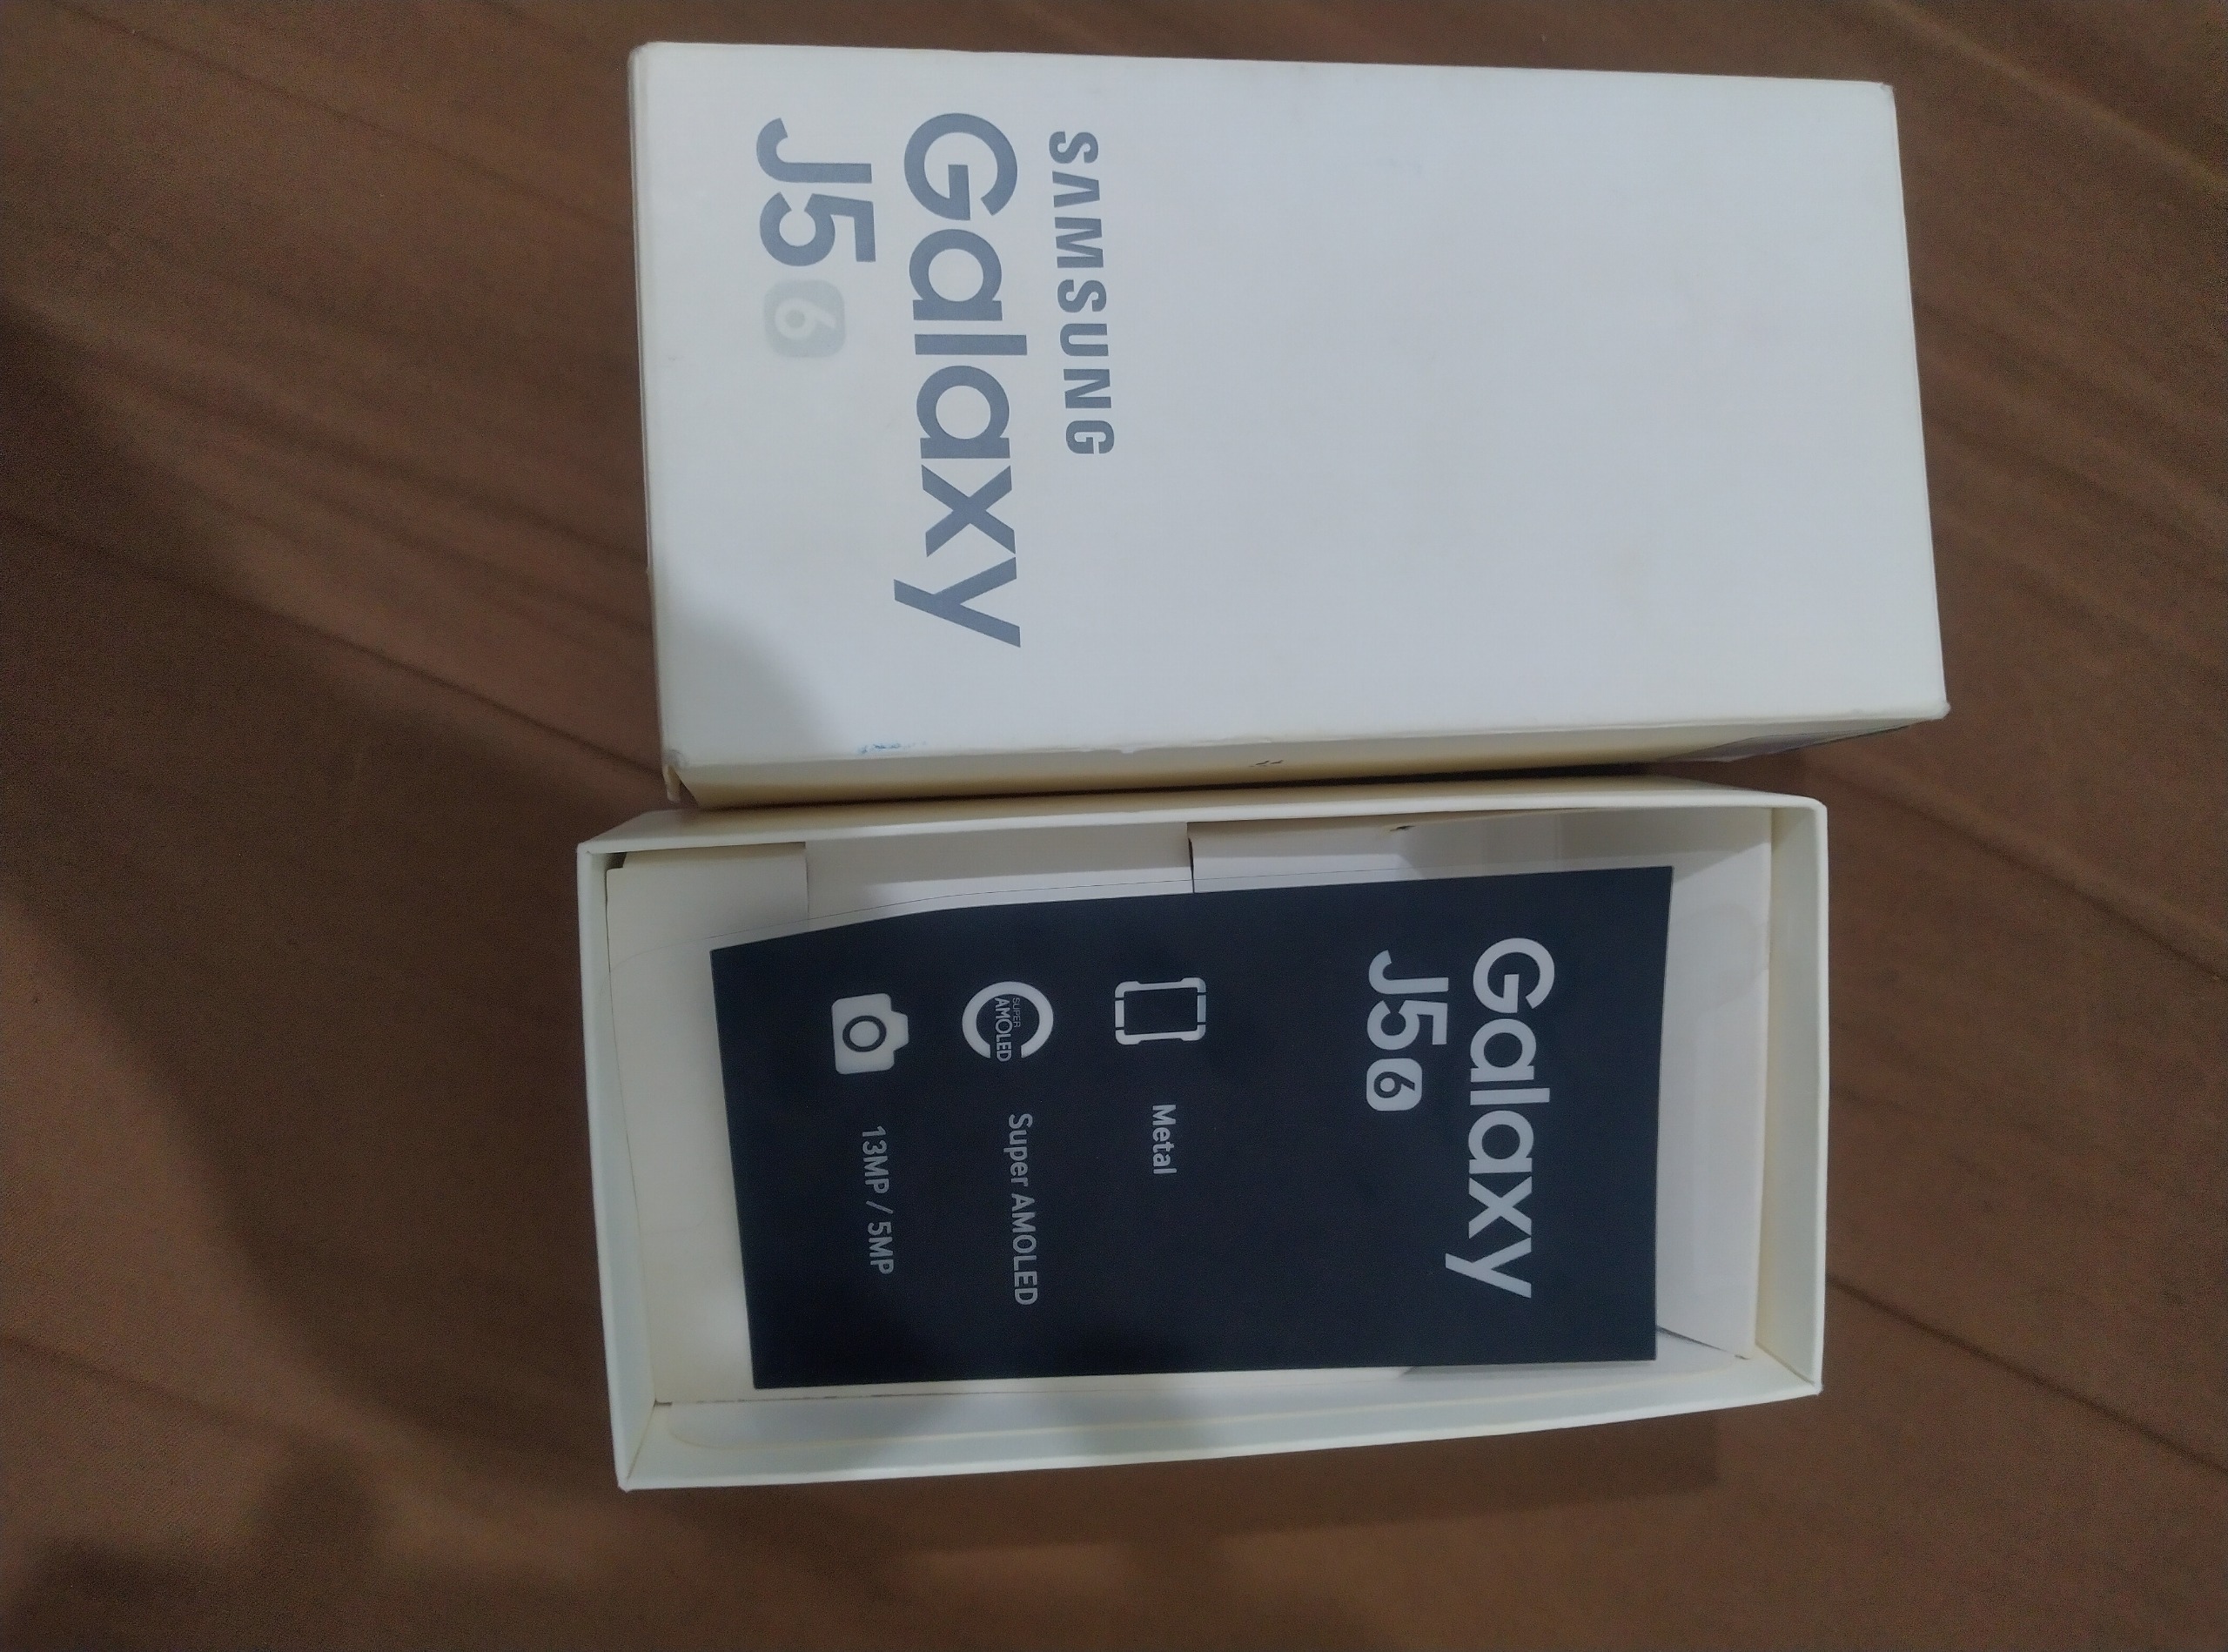 SAMSUNG
Galaxy
J5 6
Galaxy
J5 6
Metal
SUPER
AMOLED
Super AMOLED
13MP / 5MP